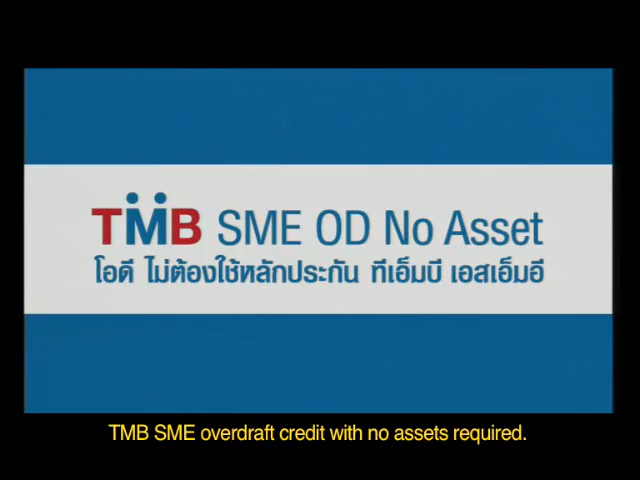 TMB SME OD No Asset
โอดี ไม่ต้องใช้หลักประกัน ทีเอ็มบี เอสเอ็มอี
TMB SME overdraft credit with no assets required.